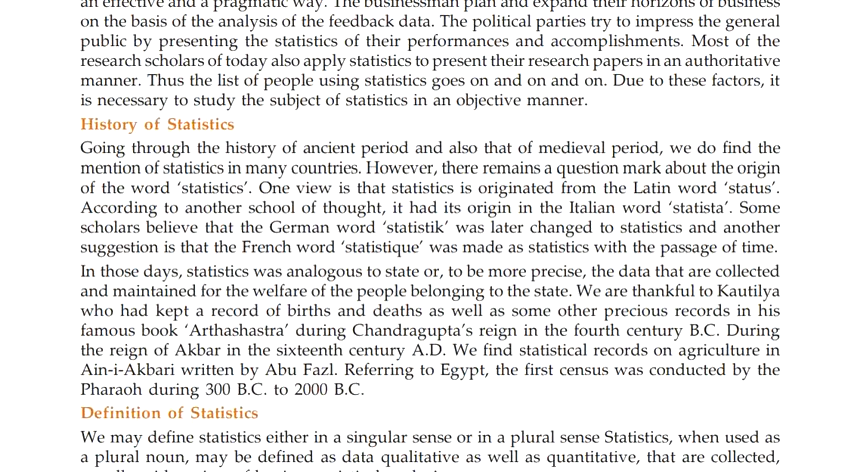 an effective and a pragmatic way. The businessman plan and expand their horizons of business
on the basis of the analysis of the feedback data. The political parties try to impress the general
public by presenting the statistics of their performances and accomplishments. Most of the
research scholars of today also apply statistics to present their research papers in an authoritative
manner. Thus the list of people using statistics goes on and on and on. Due to these factors, it
is necessary to study the subject of statistics in an objective manner.
History of Statistics
Going through the history of ancient period and also that of medieval period, we do find the
mention of statistics in many countries. However, there remains a question mark about the origin
of the word ‘statistics’. One view is that statistics is originated from the Latin word ‘status’.
According to another school of thought, it had its origin in the Italian word ‘statista’. Some
scholars believe that the German word ‘statistik’ was later changed to statistics and another
suggestion is that the French word ‘statistique’ was made as statistics with the passage of time.
In those days, statistics was analogous to state or, to be more precise, the data that are collected
and maintained for the welfare of the people belonging to the state. We are thankful to Kautilya
who had kept a record of births and deaths as well as some other precious records in his
famous book ‘Arthashastra’ during Chandragupta’s reign in the fourth century B.C. During
the reign of Akbar in the sixteenth century A.D. We find statistical records on agriculture in
Ain-i-Akbari written by Abu Fazl. Referring to Egypt, the first census was conducted by the
Pharaoh during 300 B.C. to 2000 B.C.
Definition of Statistics
We may define statistics either in a singular sense or in a plural sense Statistics, when used as
a plural noun, may be defined as data qualitative as well as quantitative, that are collected,